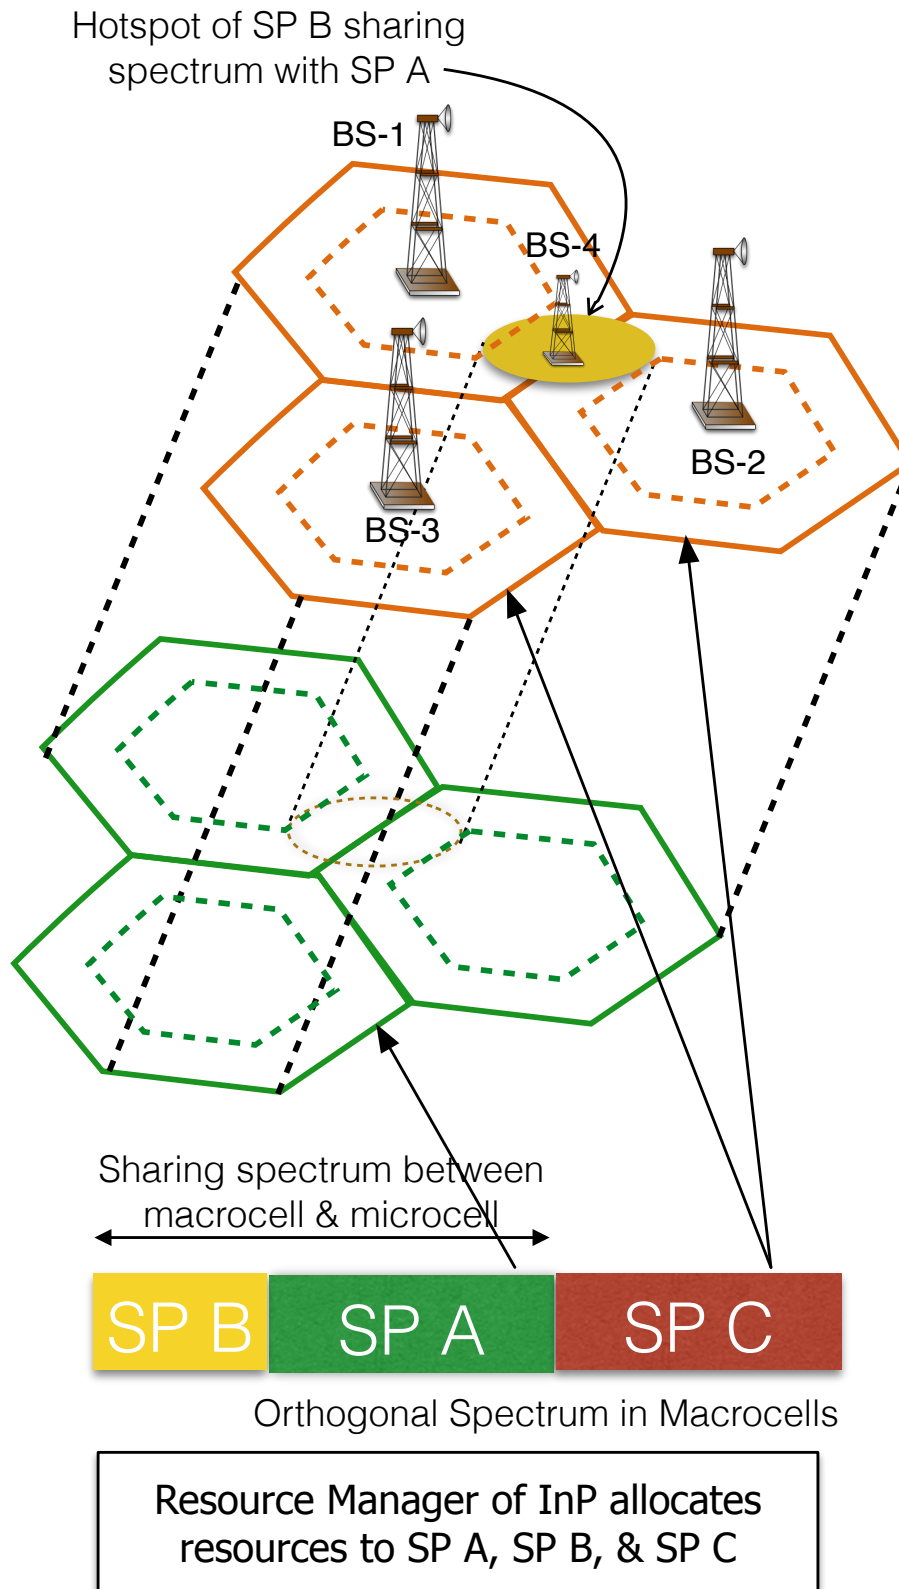 Hotspot of SP B sharing
spectrum with SP A
BS-1
BS-4
BS-2
BS-3
Sharing spectrum between
macrocell & microcell
SP B
SP A
SP C
Orthogonal Spectrum in Macrocells
Resource Manager of InP allocates
resources to SP A, SP B, & SP C